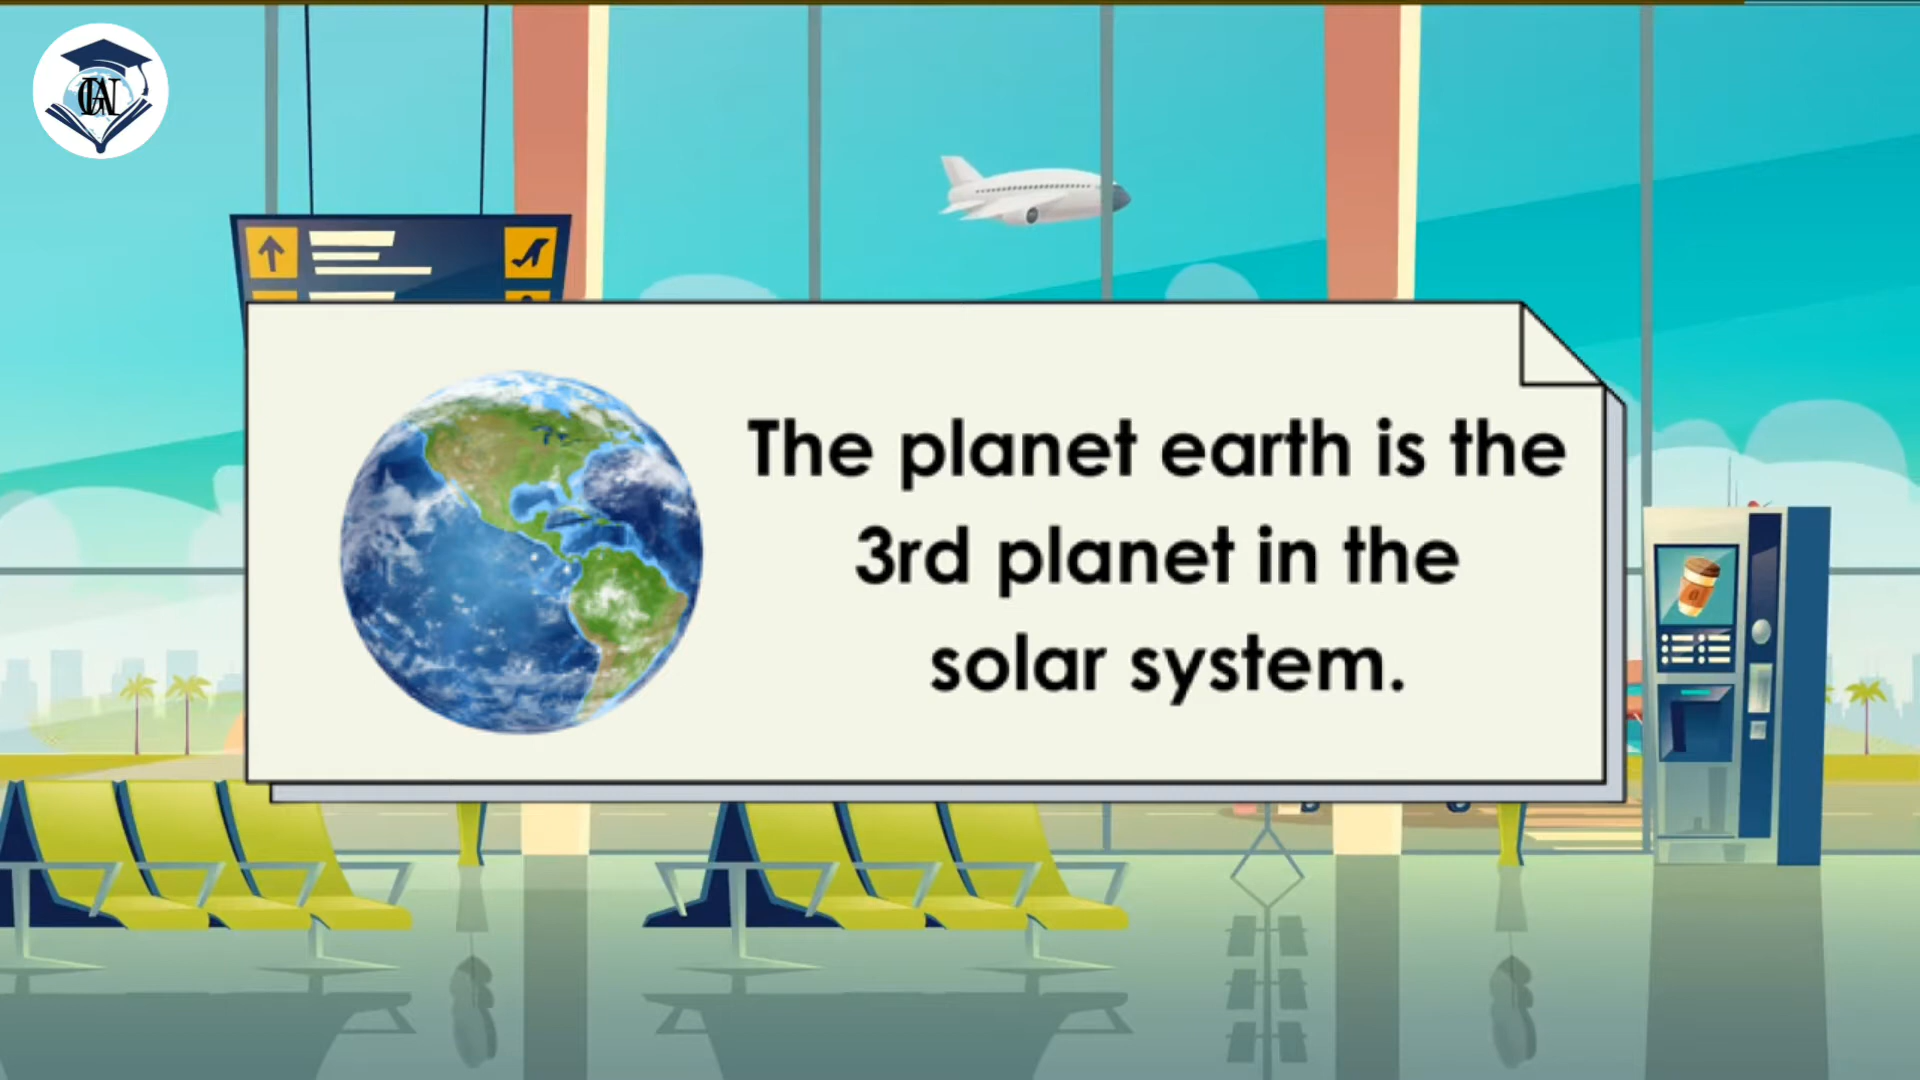 The planet earth is the
3rd planet in the
solar system.